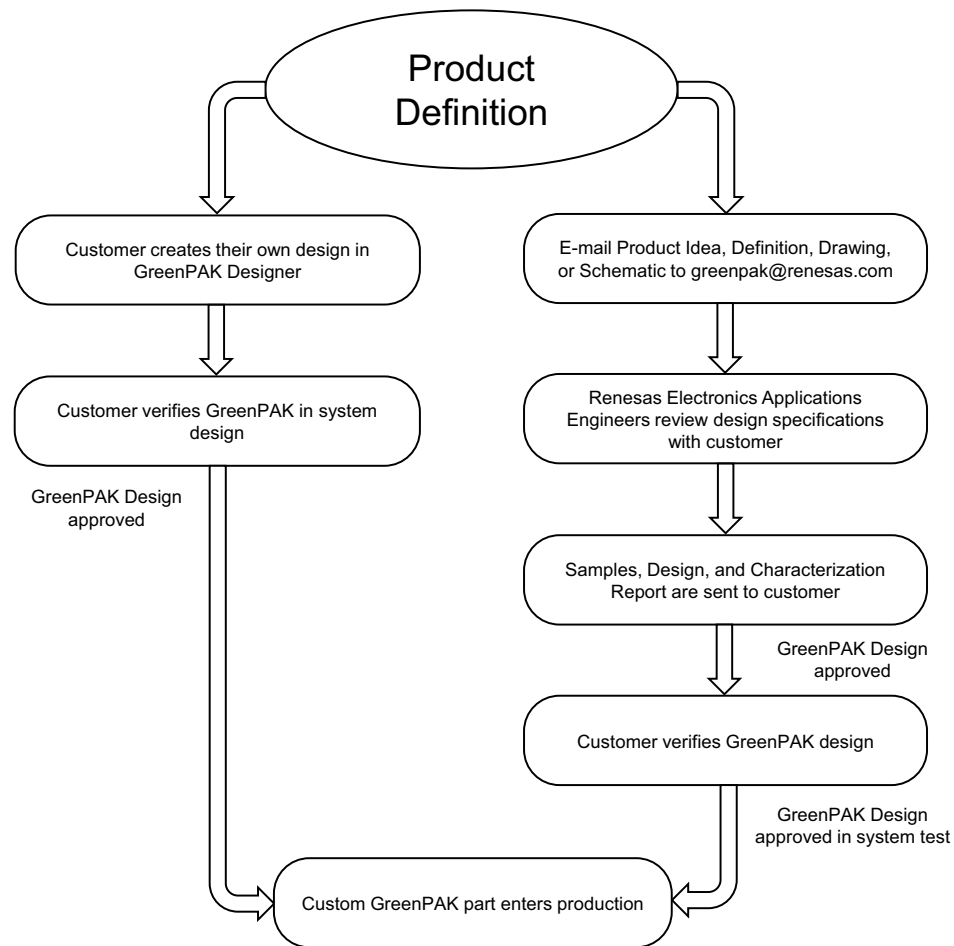 Product
Definition
Customer creates their own design in
GreenPAK Designer
Customer verifies GreenPAK in system
design
GreenPAK Design
approved
E-mail Product Idea, Definition, Drawing,
or Schematic to greenpak@renesas.com
Renesas Electronics Applications
Engineers review design specifications
with customer
Samples, Design, and Characterization
Report are sent to customer
GreenPAK Design
approved
Customer verifies GreenPAK design
GreenPAK Design
approved in system test
Custom GreenPAK part enters production